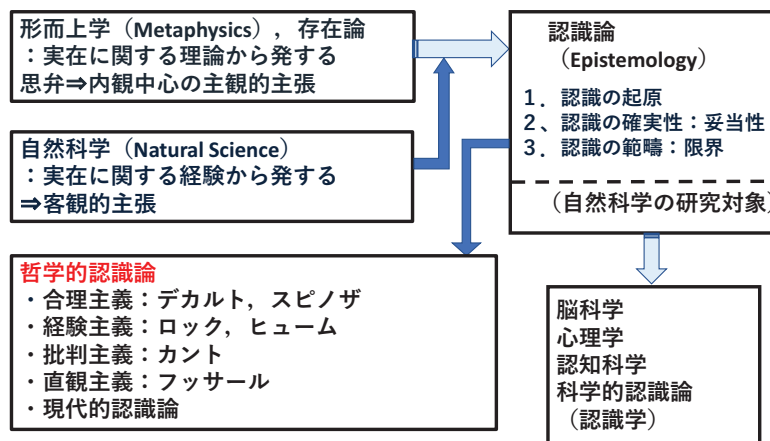 形而上学（Metaphysics），存在論
：実在に関する理論から発する
思弁⇒内観中心の主観的主張
自然科学（Natural Science）
：実在に関する経験から発する
⇒客観的主張
認識論
（Epistemology）
1．認識の起原
2、認識の確実性：妥当性
3．認識の範疇：限界
（自然科学の研究対象）
哲学的認識論
・合理主義：デカルト，スピノザ
・経験主義：ロック，ヒューム
・批判主義：カント
・直観主義：フッサール
・現代的認識論
脳科学
心理学
認知科学
科学的認識論
（認識学）